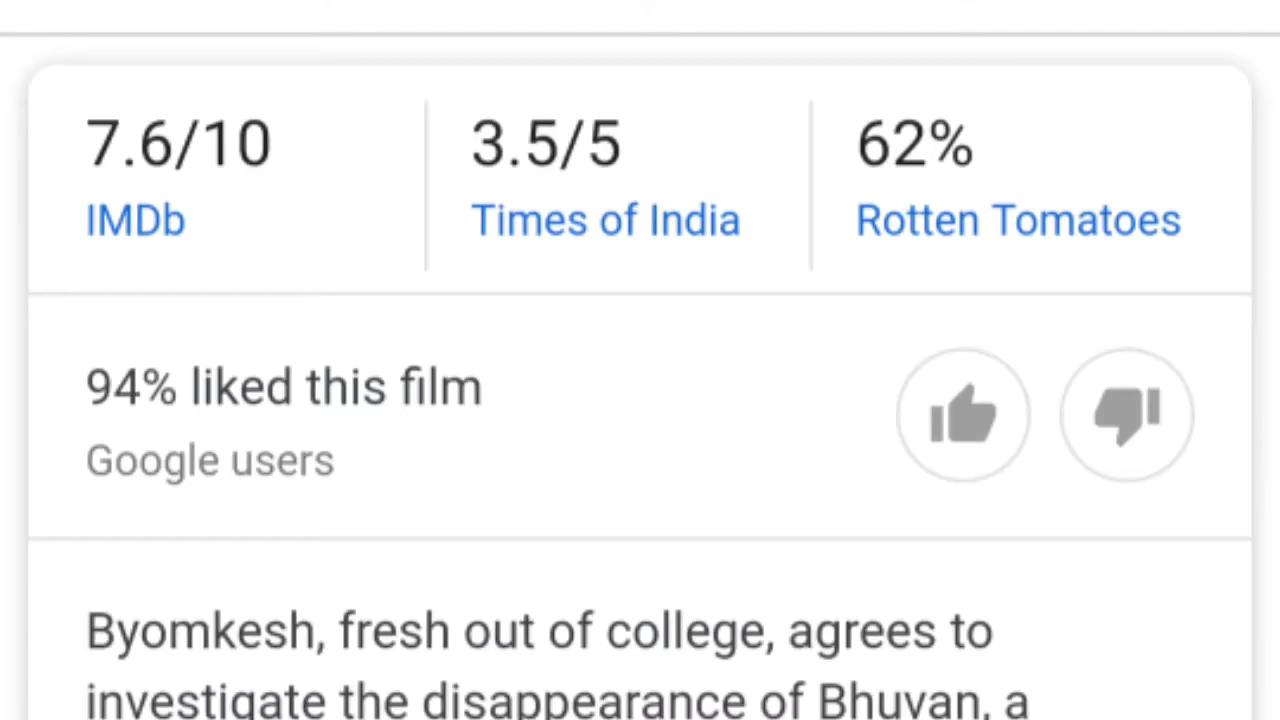 7.6/10 3.5/5 62%
IMDb Times of India Rotten Tomatoes
94% liked this film
Google users
Byomkesh, fresh out of college, agrees to
investigate the disappearance of Bhuvan, a